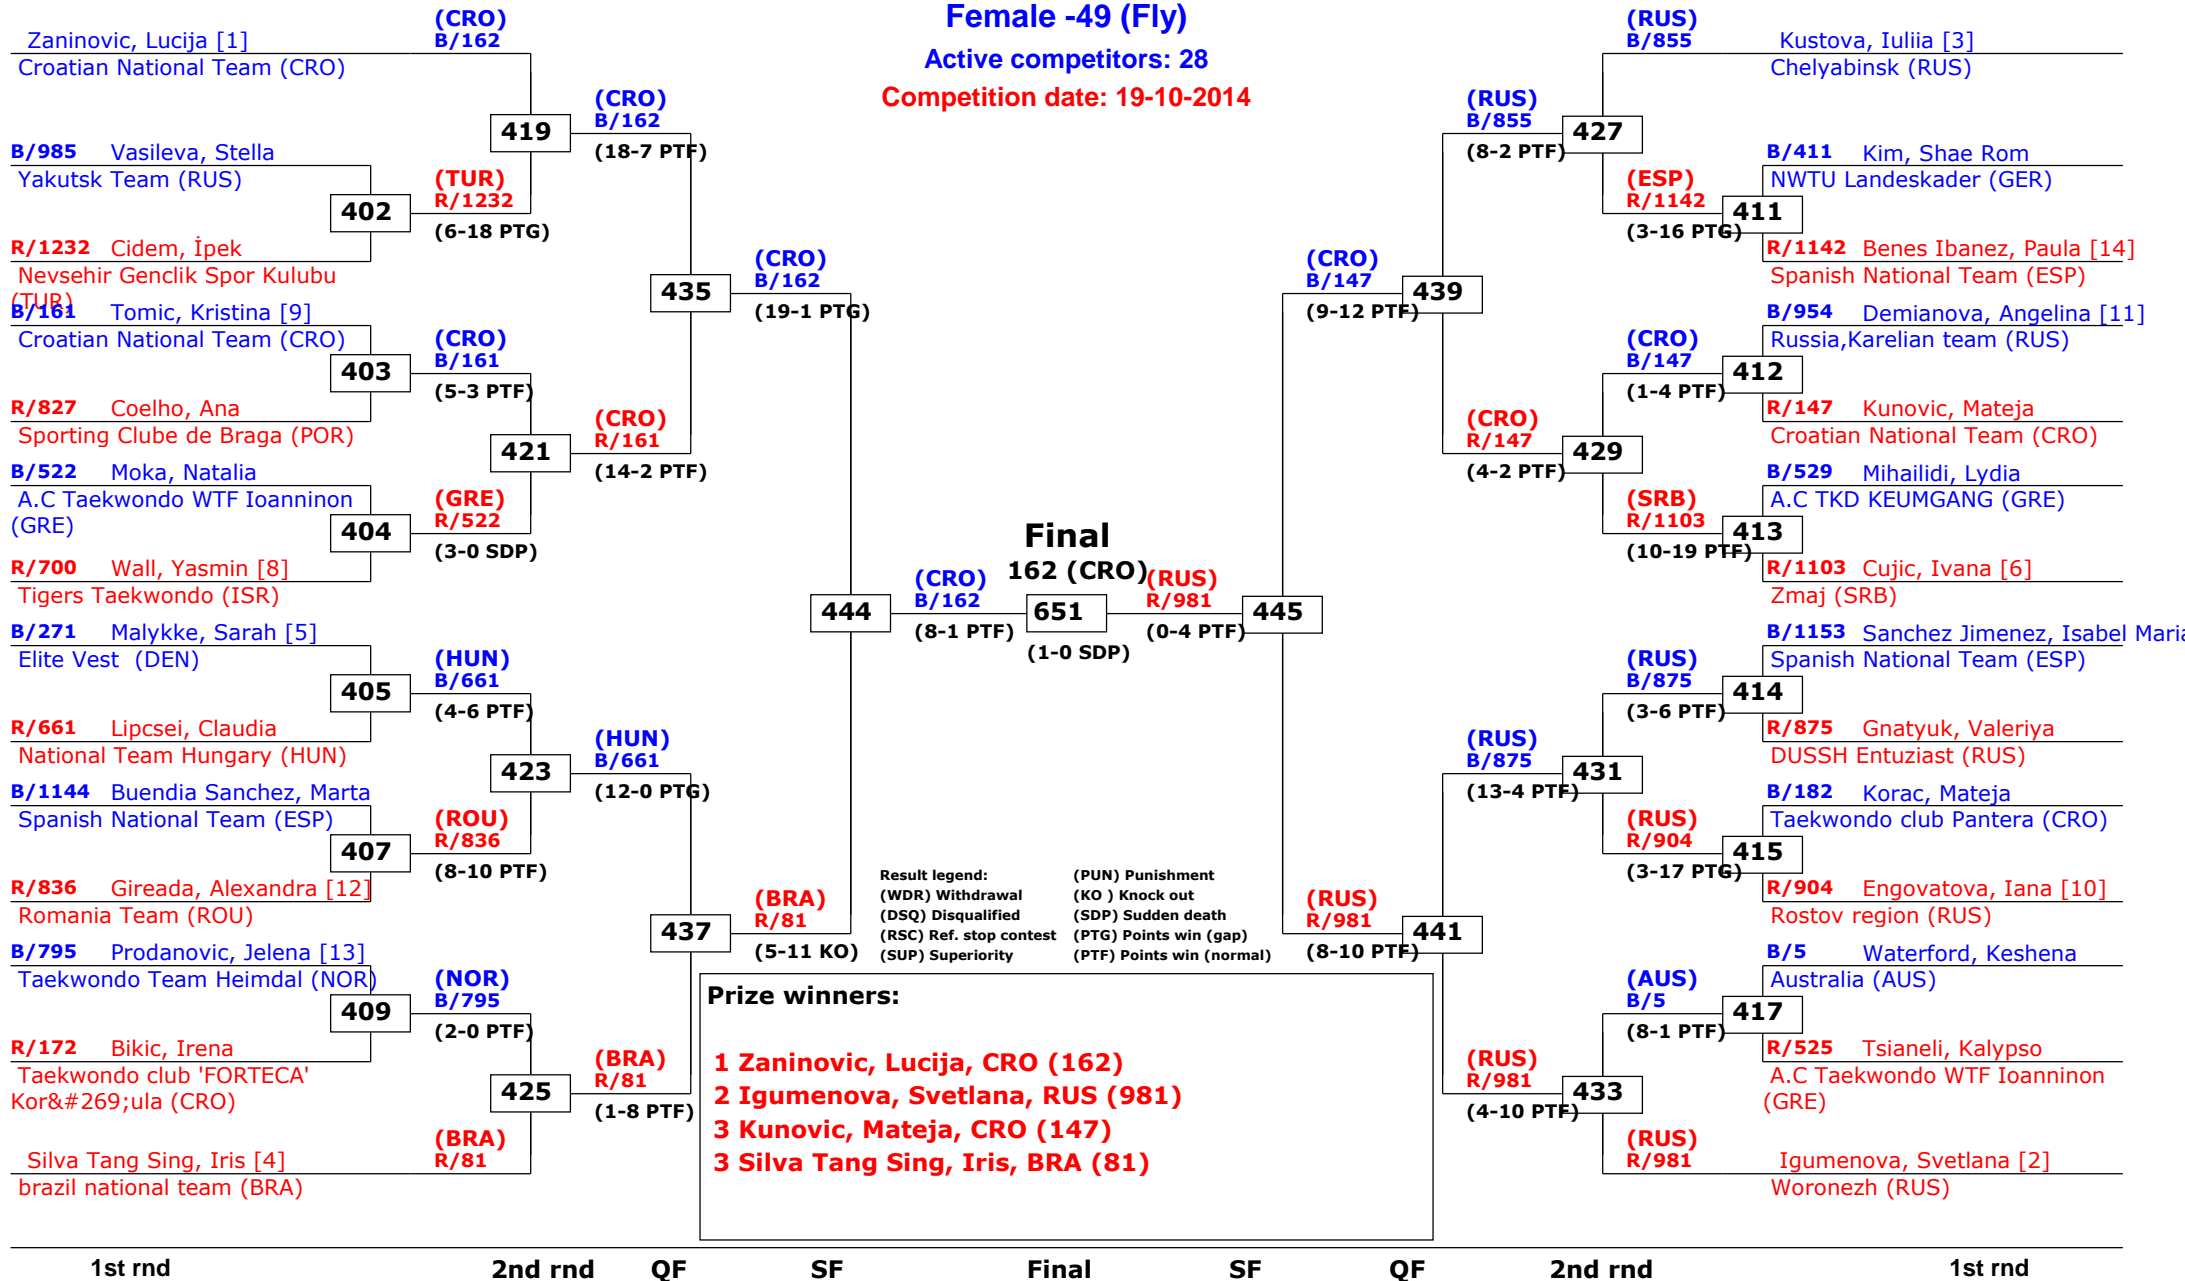 Female -49 (Fly)
Active competitors: 28
Competition date: 19-10-2014
Zaninovic, Lucija [1]
Croatian National Team (CRO)
B/985 Vasileva, Stella
Yakutsk Team (RUS)
402
R/1232 Cidem, İpek
Nevsehir Genclik Spor Kulubu
(TUR)
B/161 Tomic, Kristina [9]
Croatian National Team (CRO)
403
R/827 Coelho, Ana
Sporting Clube de Braga (POR)
B/522 Moka, Natalia
A.C Taekwondo WTF Ioanninon
(GRE)
404
R/700 Wall, Yasmin [8]
Tigers Taekwondo (ISR)
B/271 Malykke, Sarah [5]
Elite Vest (DEN)
405
R/661 Lipcsei, Claudia
National Team Hungary (HUN)
B/1144 Buendia Sanchez, Marta
Spanish National Team (ESP)
407
R/836 Gireada, Alexandra [12]
Romania Team (ROU)
B/795 Prodanovic, Jelena [13]
Taekwondo Team Heimdal (NOR)
409
R/172 Bikic, Irena
Taekwondo club 'FORTECA'
Kor&#269;ula (CRO)
Silva Tang Sing, Iris [4]
brazil national team (BRA)
(CRO)
B/162
419
(TUR)
R/1232
(6-18 PTG)
(CRO)
B/161
(5-3 PTF)
421
(GRE)
R/522
(3-0 SDP)
(HUN)
B/661
(4-6 PTF)
423
(ROU)
R/836
(8-10 PTF)
(NOR)
B/795
(2-0 PTF)
425
(BRA)
R/81
(CRO)
B/162
(18-7 PTF)
435
(CRO)
R/161
(14-2 PTF)
(HUN)
B/661
(12-0 PTG)
437
(BRA)
R/81
(1-8 PTF)
(CRO)
B/162
(19-1 PTG)
444
(BRA)
R/81
(5-11 KO)
(CRO)
B/162
(8-1 PTF)
Final
162 (CRO)
651
(1-0 SDP)
(RUS)
R/981
(0-4 PTF)
445
(CRO)
B/147
(9-12 PTF)
439
(RUS)
R/981
(8-10 PTF)
441
(RUS)
B/855
(8-2 PTF)
427
(CRO)
R/147
(4-2 PTF)
429
(RUS)
B/875
(13-4 PTF)
431
(RUS)
R/981
(4-10 PTF)
433
(RUS)
B/855
(ESP)
R/1142
(3-16 PTG)
(CRO)
B/147
(1-4 PTF)
(SRB)
R/1103
(10-19 PTF)
(RUS)
B/875
(3-6 PTF)
(RUS)
R/904
(3-17 PTG)
(AUS)
B/5
(8-1 PTF)
(RUS)
R/981
Kustova, Iuliia [3]
Chelyabinsk (RUS)
B/411 Kim, Shae Rom
NWTU Landeskader (GER)
411
R/1142 Benes Ibanez, Paula [14]
Spanish National Team (ESP)
B/954 Demianova, Angelina [11]
Russia,Karelian team (RUS)
412
R/147 Kunovic, Mateja
Croatian National Team (CRO)
B/529 Mihailidi, Lydia
A.C TKD KEUMGANG (GRE)
413
R/1103 Cujic, Ivana [6]
Zmaj (SRB)
B/1153 Sanchez Jimenez, Isabel Maria
Spanish National Team (ESP)
414
R/875 Gnatyuk, Valeriya
DUSSH Entuziast (RUS)
B/182 Korac, Mateja
Taekwondo club Pantera (CRO)
415
R/904 Engovatova, Iana [10]
Rostov region (RUS)
B/5 Waterford, Keshena
Australia (AUS)
417
R/525 Tsianeli, Kalypso
A.C Taekwondo WTF Ioanninon
(GRE)
Igumenova, Svetlana [2]
Woronezh (RUS)
Result legend: (PUN) Punishment
(WDR) Withdrawal (KO ) Knock out
(DSQ) Disqualified (SDP) Sudden death
(RSC) Ref. stop contest (PTG) Points win (gap)
(SUP) Superiority (PTF) Points win (normal)
Prize winners:
1 Zaninovic, Lucija, CRO (162)
2 Igumenova, Svetlana, RUS (981)
3 Kunovic, Mateja, CRO (147)
3 Silva Tang Sing, Iris, BRA (81)
1st rnd 2nd rnd QF SF Final SF QF 2nd rnd 1st rnd